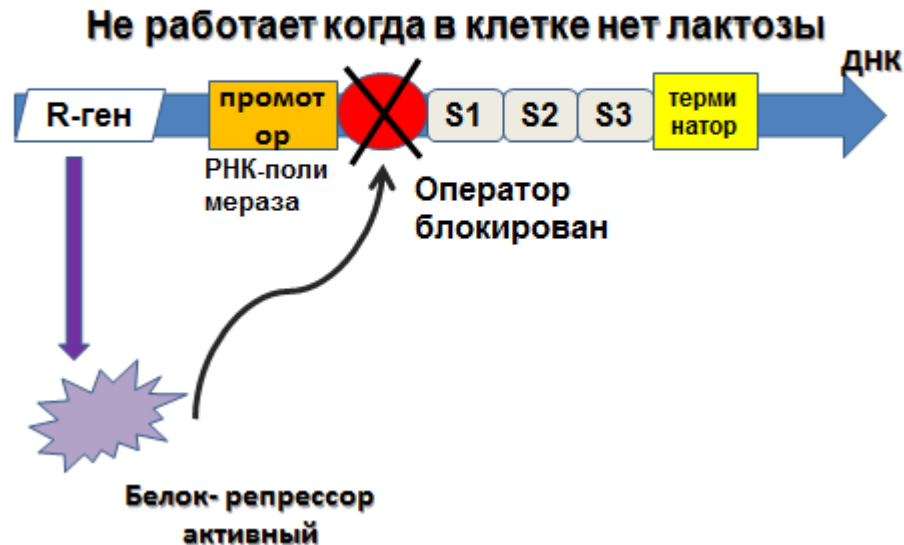 Не работает когда в клетке нет лактозы
ДНК
R-ген
промот
ор
S1
S2
S3
терми
натор
РНК-поли
мераза
Оператор
блокирован
Белок- репрессор
активный